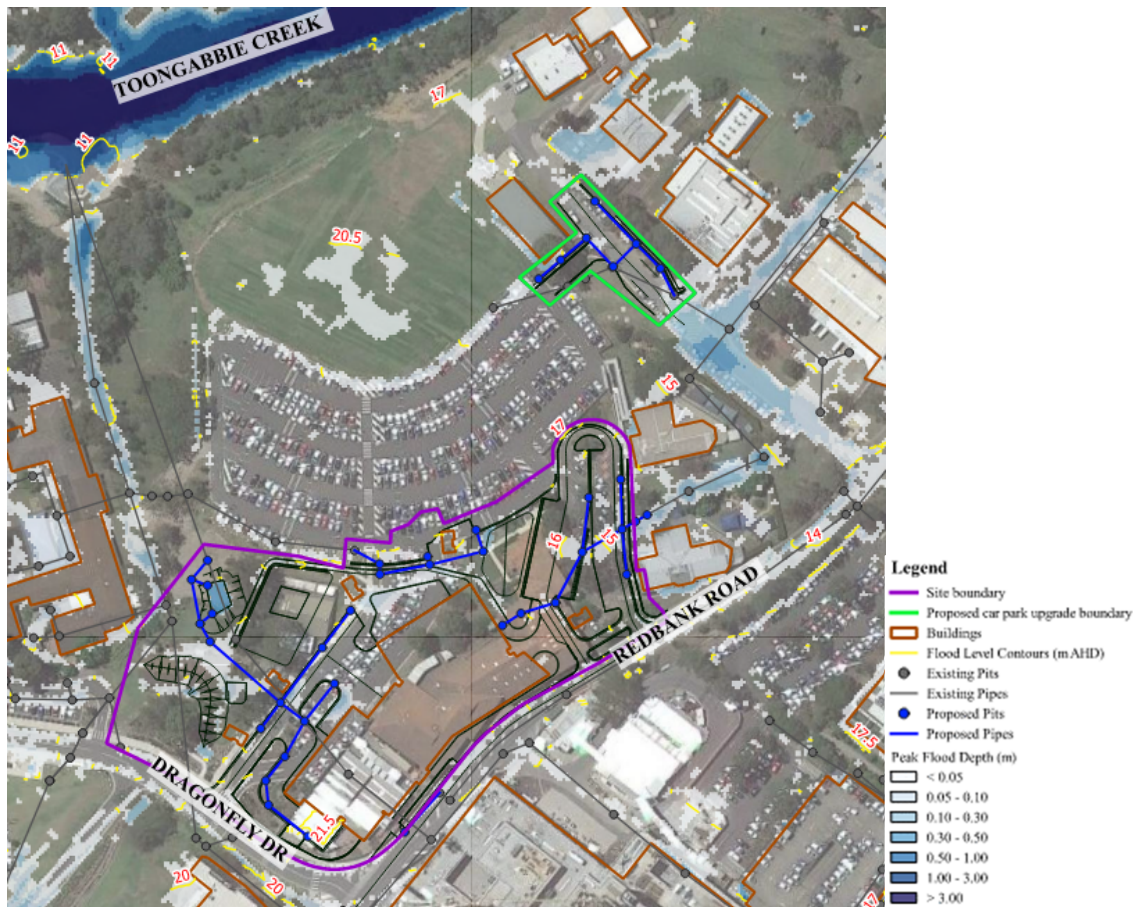 TOONGABBIE CREEK
11
11
11
11
17
20.5
15
17
16
15
14
REDBANK ROAD
DRAGONFLY DR
21.5
20
20
17.5
17
Legend
Site boundary
Proposed car park upgrade boundary
Buildings
Flood Level Contours (m AHD)
Existing Pits
Existing Pipes
Proposed Pits
Proposed Pipes
Peak Flood Depth (m)
< 0.05
0.05 - 0.10
0.10 - 0.30
0.30 - 0.50
0.50 - 1.00
1.00 - 3.00
> 3.00